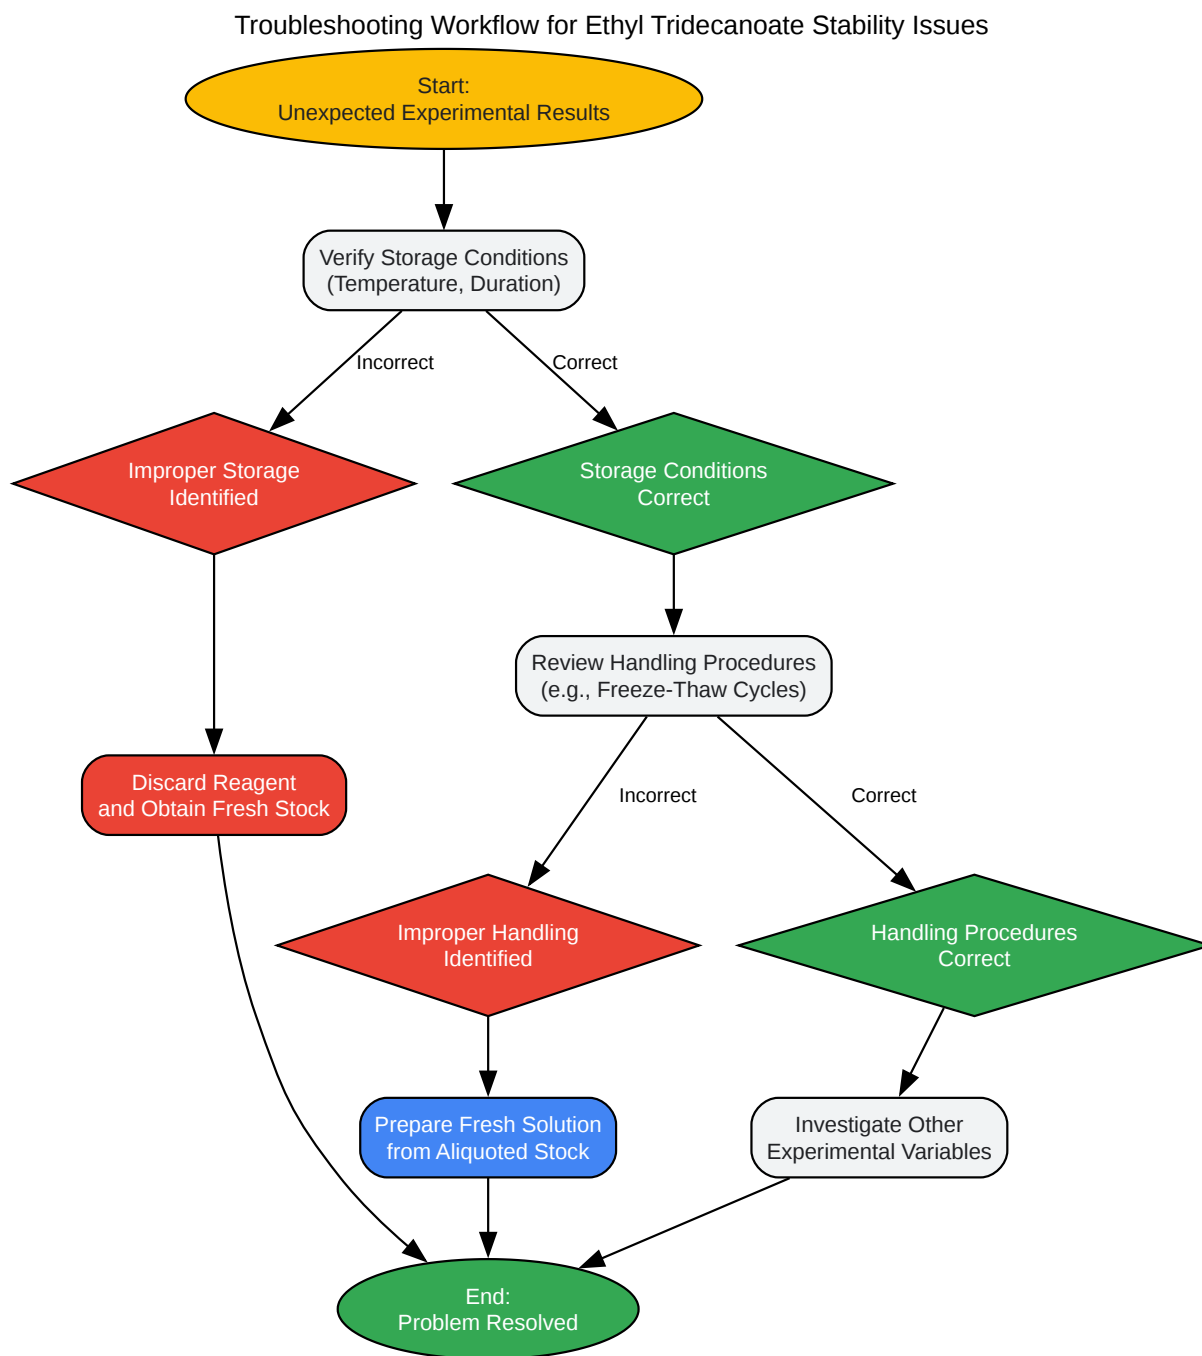 Troubleshooting Workflow for Ethyl Tridecanoate Stability Issues
Start:
Unexpected Experimental Results
Verify Storage Conditions
(Temperature, Duration)
Incorrect
Correct
Improper Storage
Identified
Storage Conditions
Correct
Review Handling Procedures
(e.g., Freeze-Thaw Cycles)
Discard Reagent
and Obtain Fresh Stock
Incorrect
Correct
Improper Handling
Identified
Handling Procedures
Correct
Prepare Fresh Solution
from Aliquoted Stock
Investigate Other
Experimental Variables
End:
Problem Resolved